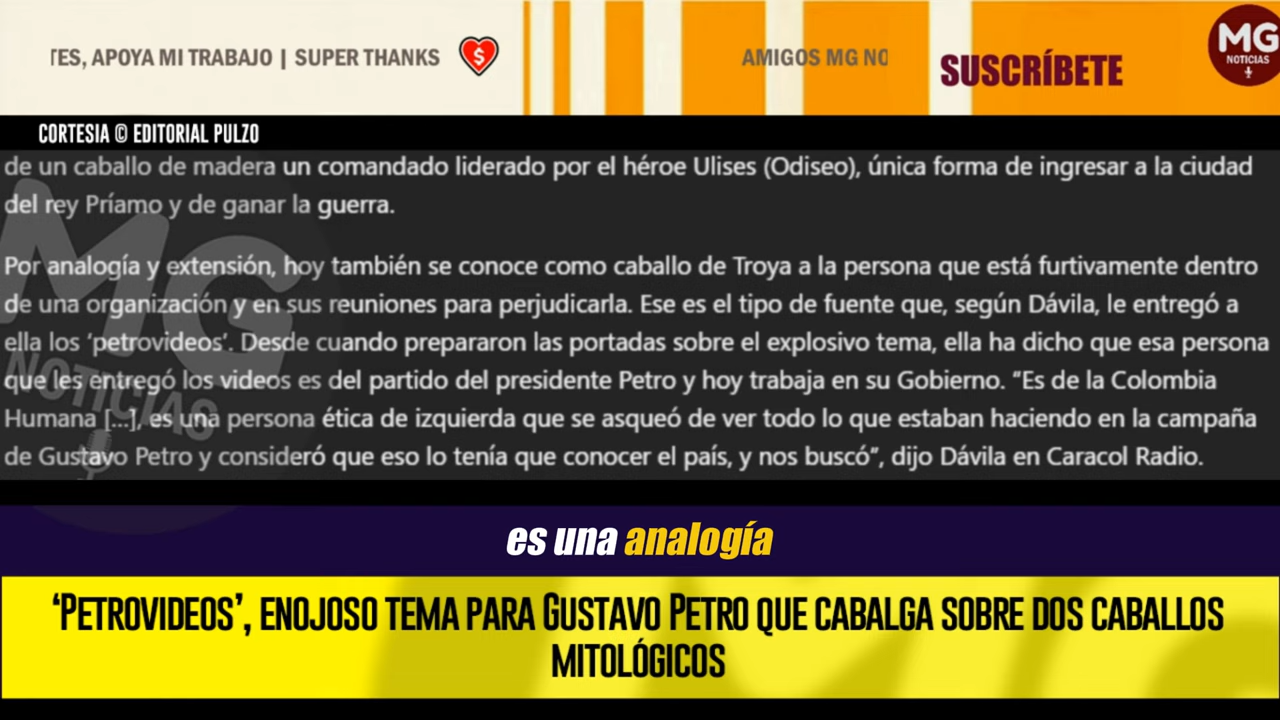 TES, APOYA MI TRABAJO | SUPER THANKS
AMIGOS MG NO
SUSCRÍBETE
MG
NOTICIAS
CORTESIA © EDITORIAL PULZO
de un caballo de madera un comandado liderado por el héroe Ulises (Odiseo), única forma de ingresar a la ciudad
del rey Príamo y de ganar la guerra.
Por analogía y extensión, hoy también se conoce como caballo de Troya a la persona que está furtivamente dentro
de una organización y en sus reuniones para perjudicarla. Ese es el tipo de fuente que, según Dávila, le entregó a
ella los ‘petrovideos’. Desde cuando prepararon las portadas sobre el explosivo tema, ella ha dicho que esa persona
que les entregó los videos es del partido del presidente Petro y hoy trabaja en su Gobierno. “Es de la Colombia
Humana [...], es una persona ética de izquierda que se asqueó de ver todo lo que estaban haciendo en la campaña
de Gustavo Petro y consideró que eso lo tenía que conocer el país, y nos buscó”, dijo Dávila en Caracol Radio.
MG
NOTICIAS
es una analogía
‘PETROVIDEOS’, ENOJOSO TEMA PARA GUSTAVO PETRO QUE CABALGA SOBRE DOS CABALLOS
MITOLÓGICOS